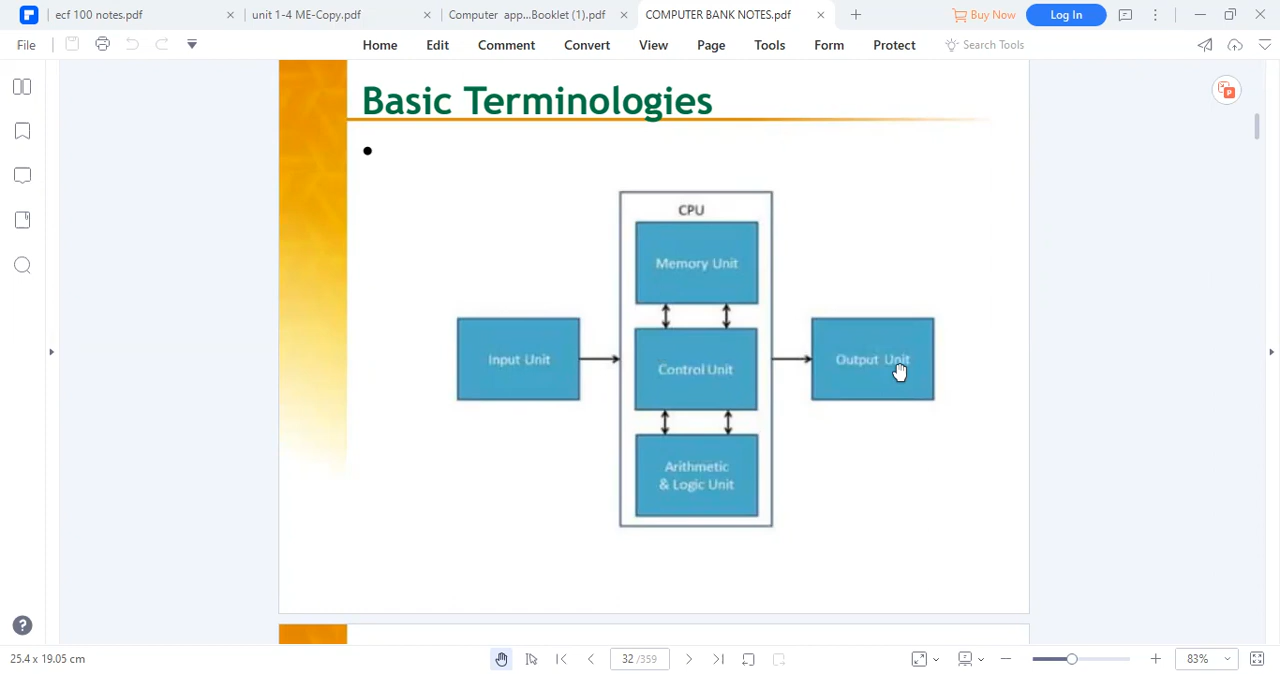 ecf 100 notes.pdf
unit 1-4 ME-Copy.pdf
Computer app...Booklet (1).pdf
COMPUTER BANK NOTES.pdf
Buy Now
Log In
File
Home
Edit
Comment
Convert
View
Page
Tools
Form
Protect
Search Tools
Basic Terminologies
•
CPU
Memory Unit
Input Unit
Control Unit
Output Unit
Arithmetic
& Logic Unit
25.4 x 19.05 cm
32 /359
83%